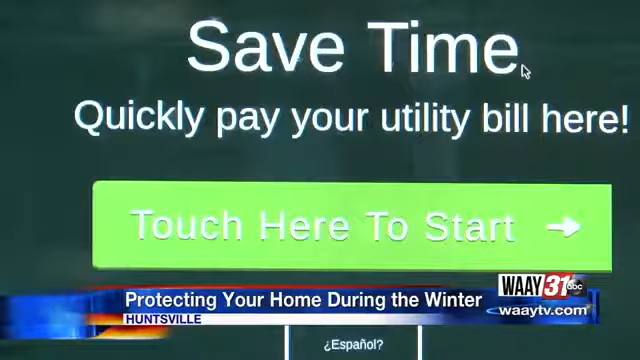 Save Time
Quickly pay your utility bill here!
Touch Here To Start
Protecting Your Home During the Winter
HUNTSVILLE
WAAY 31 abc
waaytv.com
¿Español?